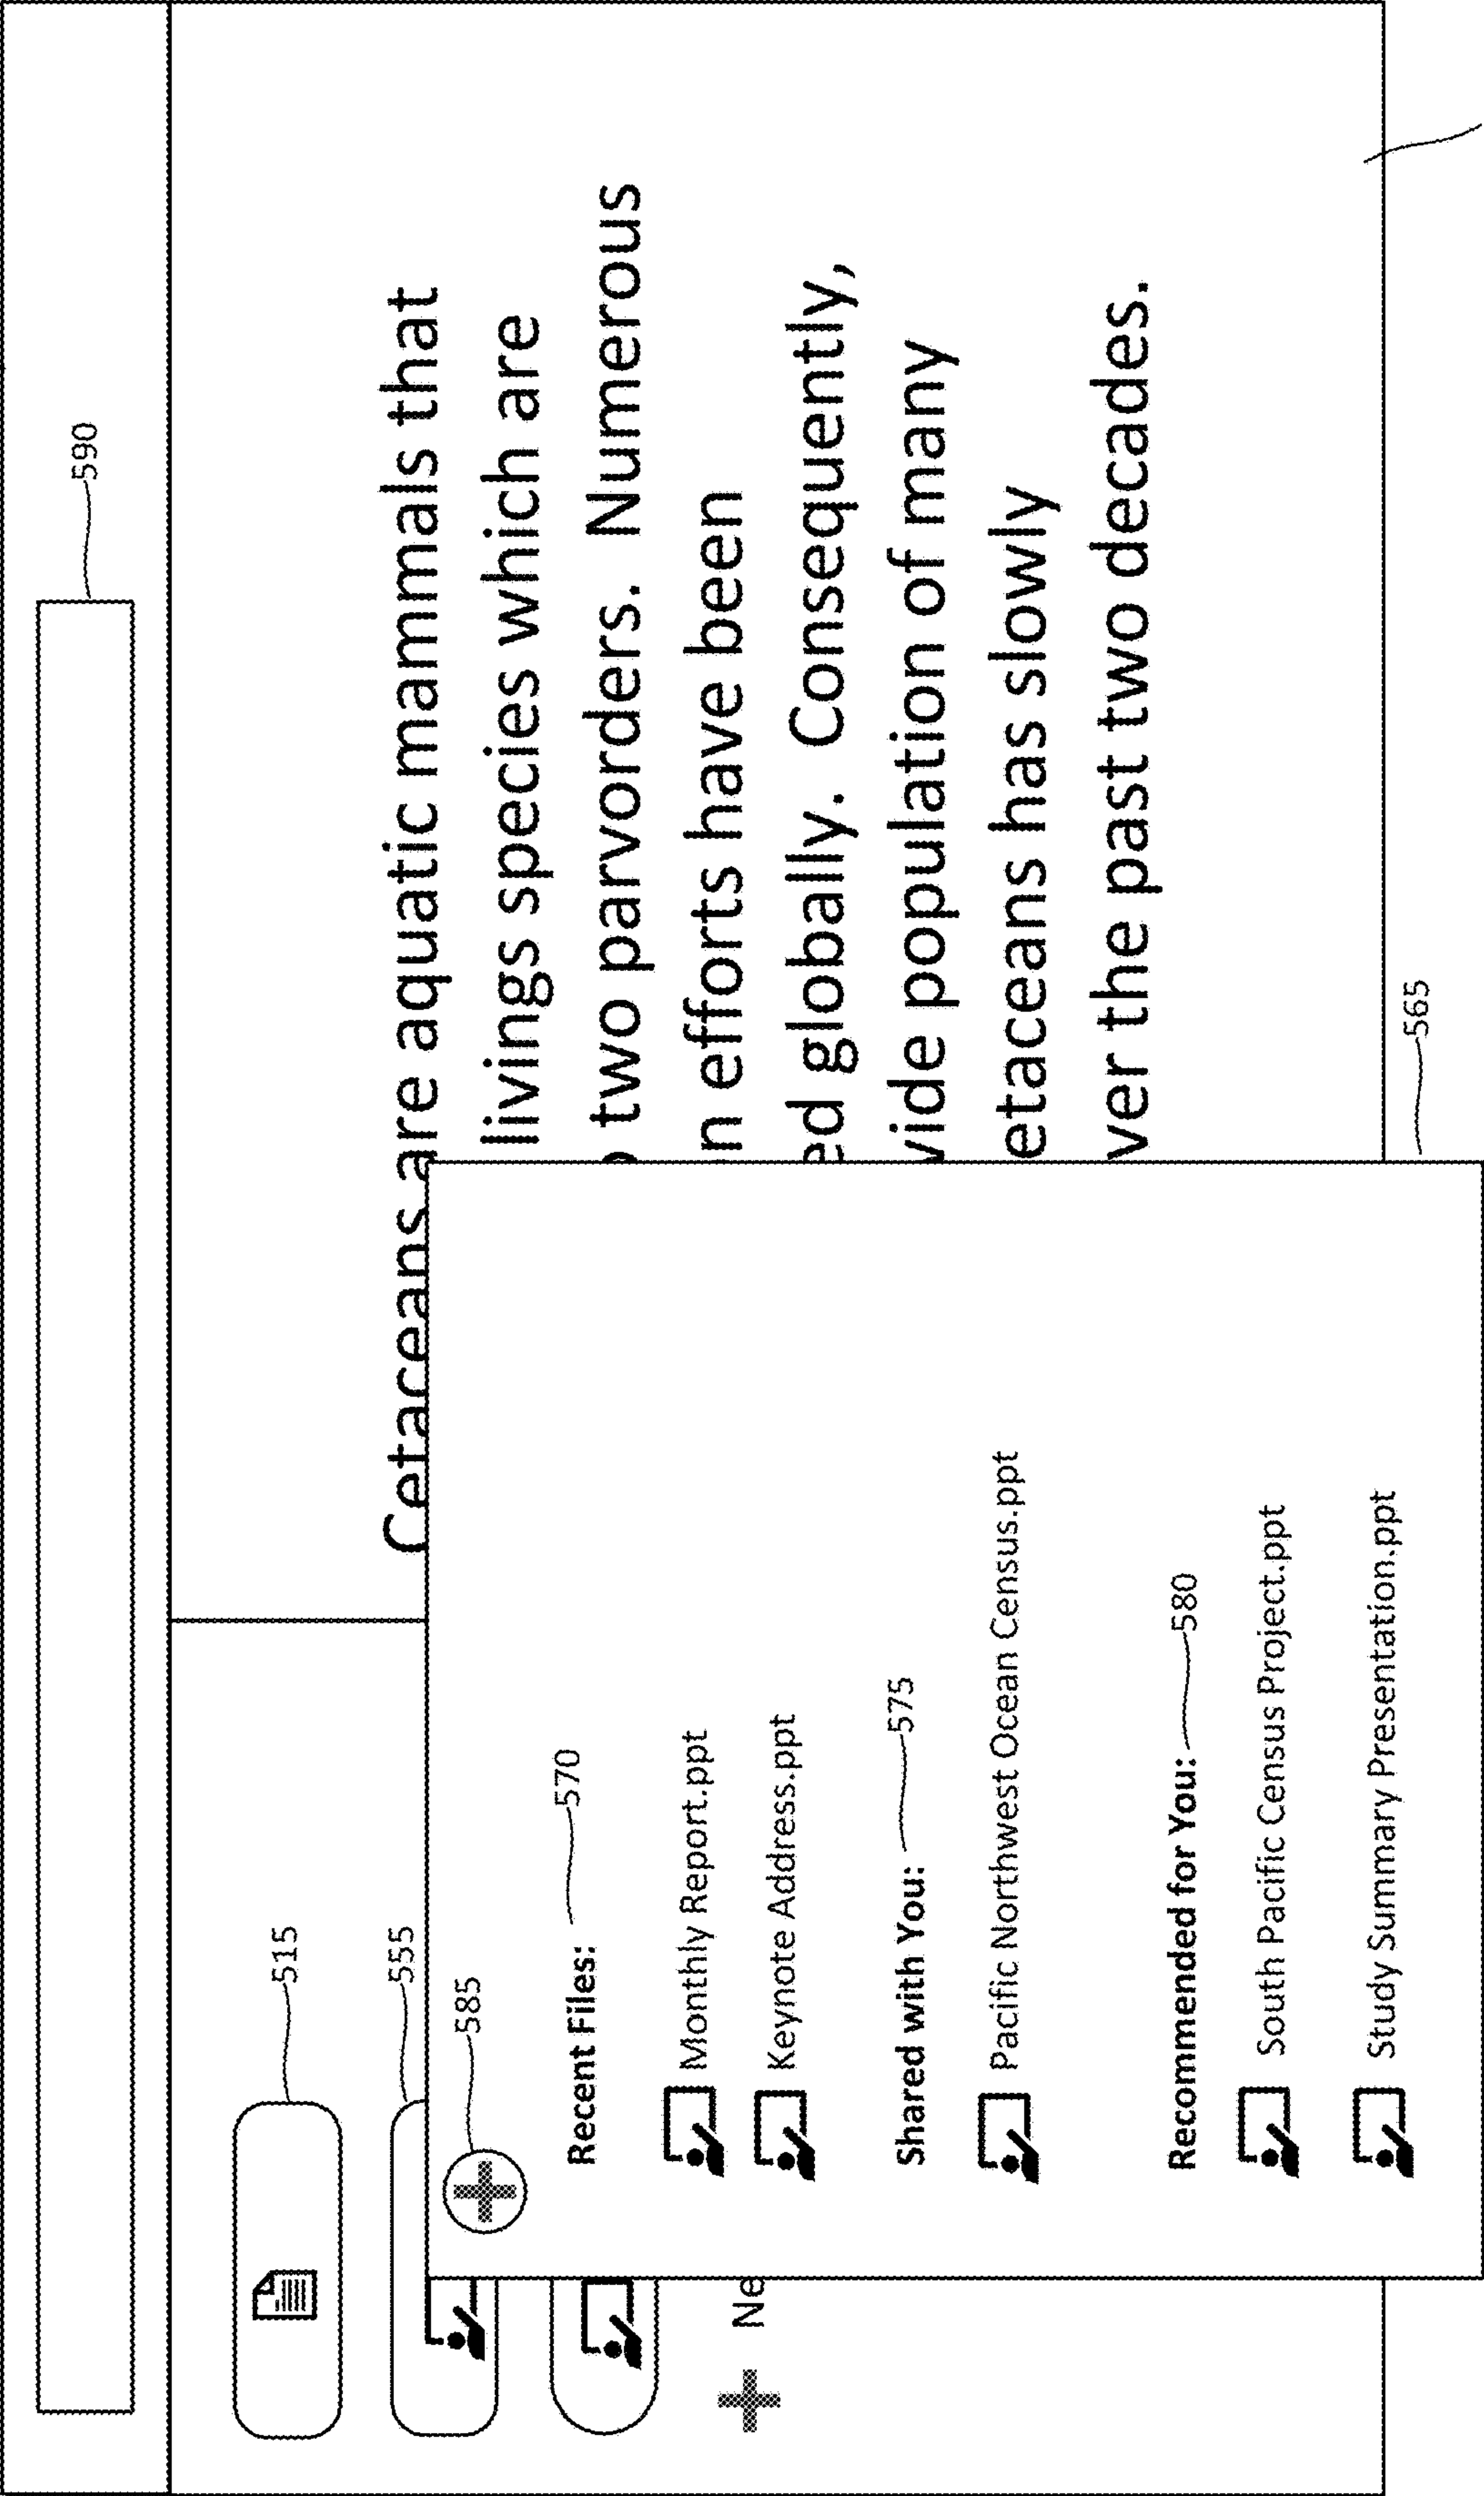 590
515
555
585
Cetaceans are aquatic mammals that
livings species which are
two parvorders. Numerous
n efforts have been
ed globally. Consequently,
vide population of many
etaceans has slowly
ver the past two decades.
Recent Files:
570
Monthly Report.ppt
Keynote Address.ppt
Shared with You:
575
Pacific Northwest Ocean Census.ppt
Recommended for You:
580
South Pacific Census Project.ppt
Study Summary Presentation.ppt
Ne
565